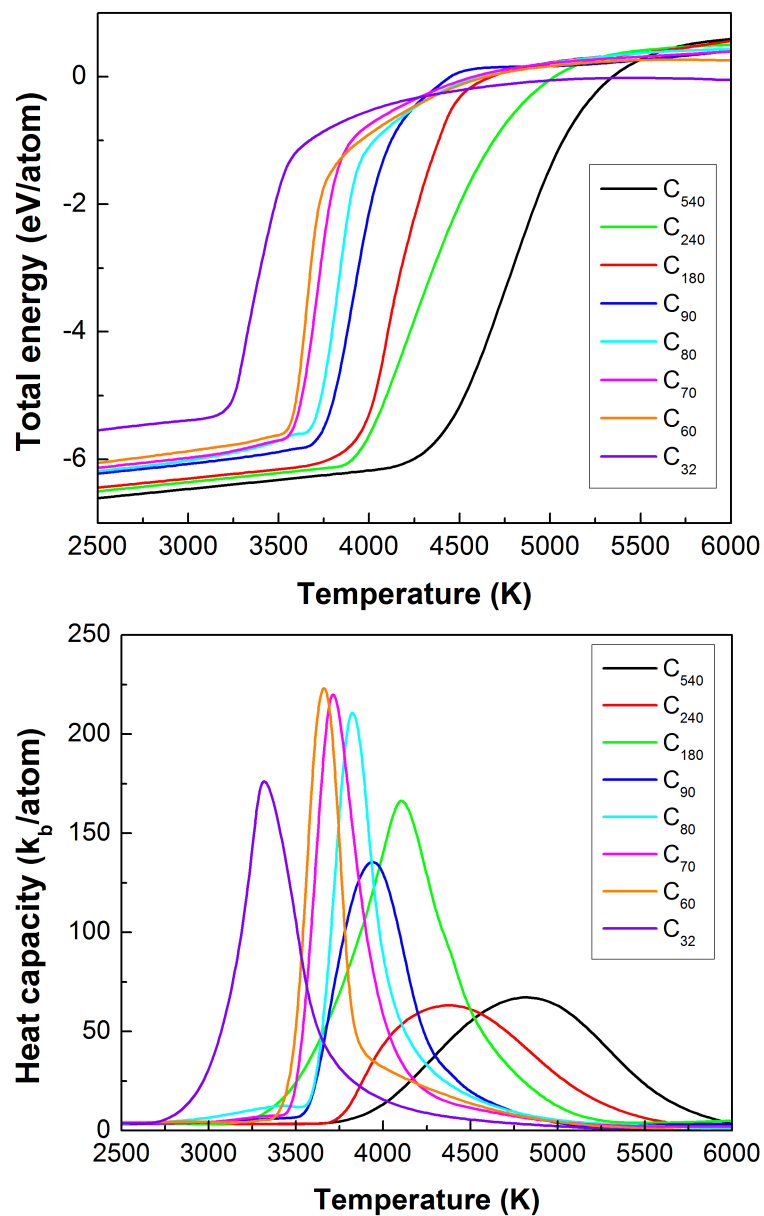 Total energy (eV/atom)
0
-2
-4
-6
C540
C240
C180
C90
C80
C70
C60
C32
2500 3000 3500 4000 4500 5000 5500 6000
Temperature (K)
Heat capacity (kb/atom)
250
200
150
100
50
0
C540
C240
C180
C90
C80
C70
C60
C32
2500 3000 3500 4000 4500 5000 5500 6000
Temperature (K)